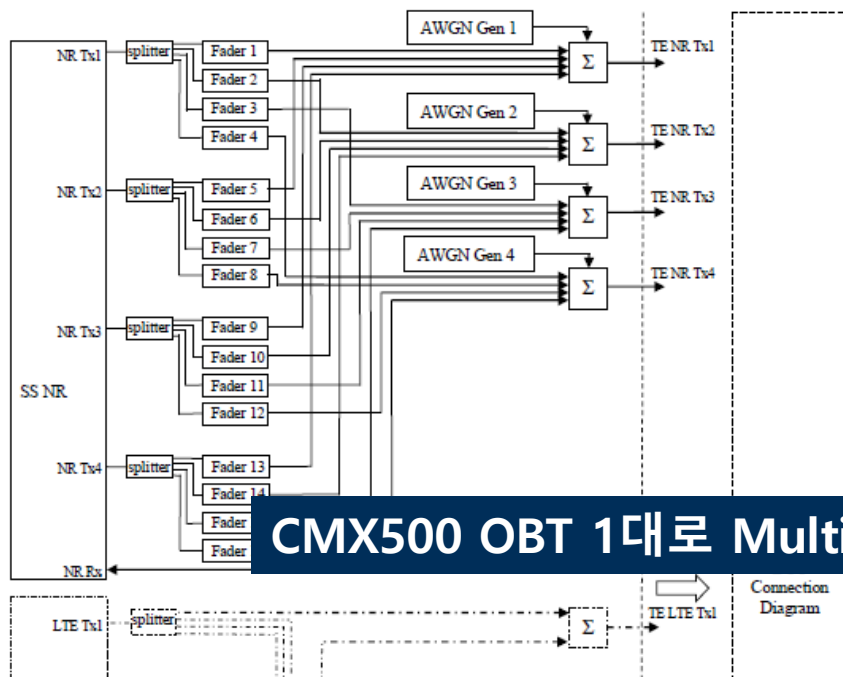 AWGN Gen 1
NR Tx1
splitter
Fader 1
Σ
TE NR Tx1
Fader 2
Fader 3
Fader 4
AWGN Gen 2
Σ
TE NR Tx2
NR Tx2
splitter
Fader 5
Fader 6
Fader 7
Fader 8
AWGN Gen 3
Σ
TE NR Tx3
AWGN Gen 4
Σ
TE NR Tx4
NR Tx3
splitter
Fader 9
Fader 10
Fader 11
Fader 12
SS NR
NR Tx4
splitter
Fader 13
Fader 14
Fader
Fader
CMX500 OBT 1대로 Multi
NR Rx
Connection
Diagram
LTE Tx1
splitter
Σ
TE LTE Tx1